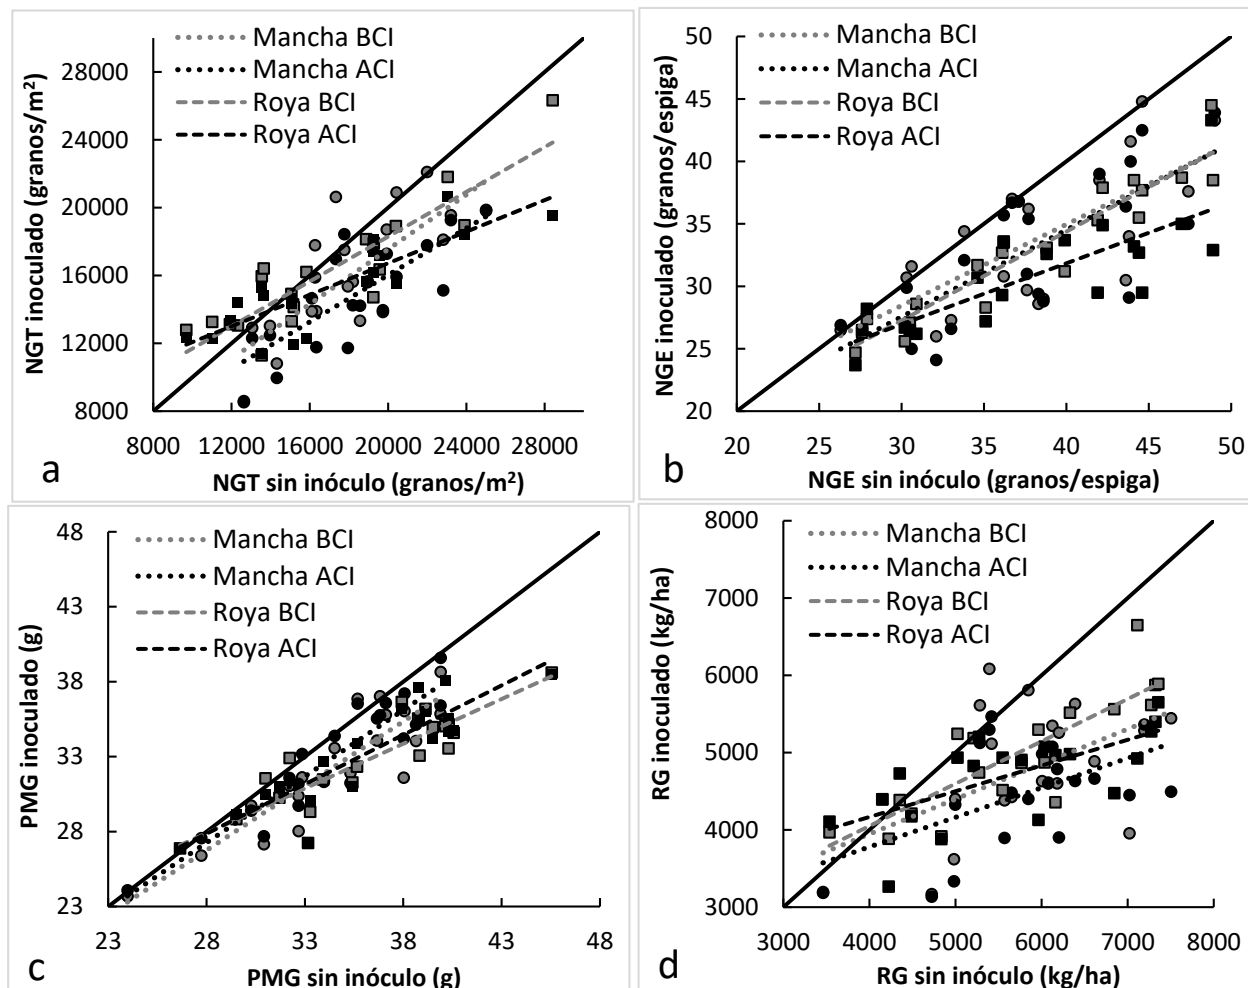 Mancha BCI
Mancha ACI
Roya BCI
Roya ACI
NGT inoculado (granos/m²)
28000
24000
20000
16000
12000
8000
8000 12000 16000 20000 24000 28000
a
NGT sin inóculo (granos/m²)
Mancha BCI
Mancha ACI
Roya BCI
Roya ACI
NGE inoculado (granos/espiga)
50
45
40
35
30
25
20
20 25 30 35 40 45 50
b
NGE sin inóculo (granos/espiga)
Mancha BCI
Mancha ACI
Roya BCI
Roya ACI
PMG inoculado (g)
48
43
38
33
28
23
23 28 33 38 43 48
c
PMG sin inóculo (g)
Mancha BCI
Mancha ACI
Roya BCI
Roya ACI
RG inoculado (kg/ha)
8000
7000
6000
5000
4000
3000
3000 4000 5000 6000 7000 8000
d
RG sin inóculo (kg/ha)